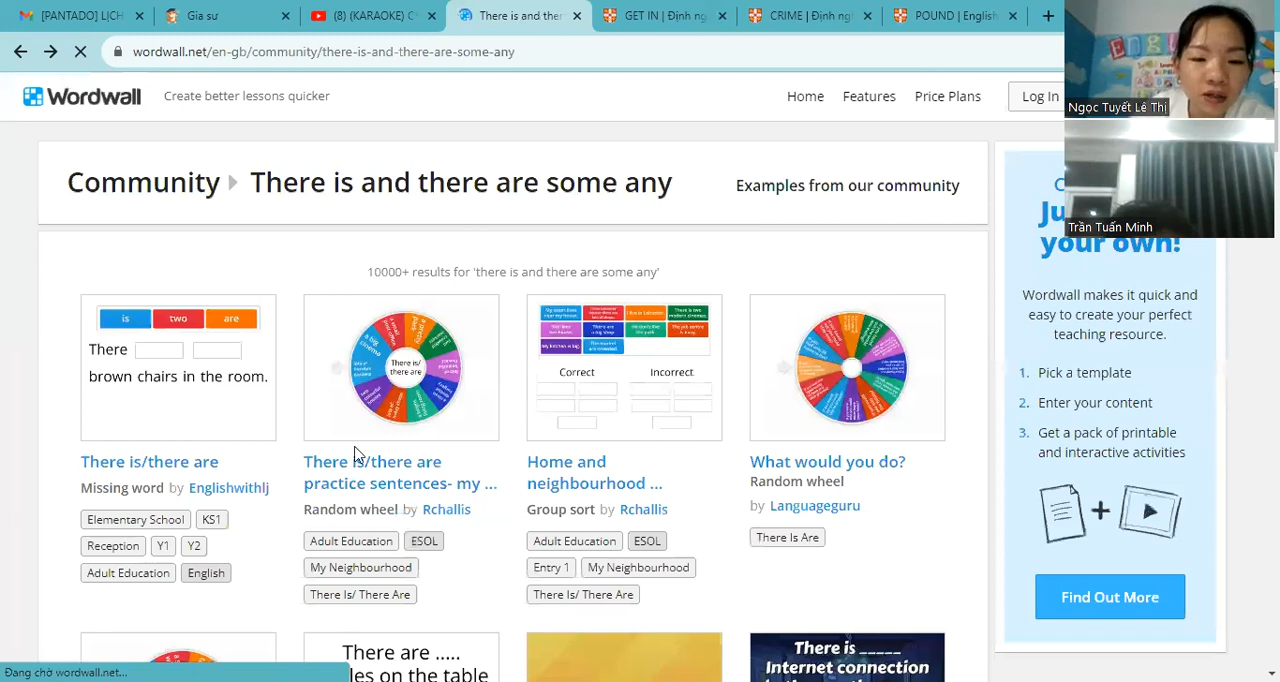 [PANTADO] LỊCH
Gia sư
(8) (KARAOKE) C
There is and ther
GET IN | Định ng
CRIME | Định ngh
POUND | English
wordwall.net/en-gb/community/there-is-and-there-are-some-any
Wordwall
Create better lessons quicker
Home
Features
Price Plans
Log In
Ngọc Tuyết Lê Thị
Trần Tuấn Minh
Community
There is and there are some any
Examples from our community
10000+ results for 'there is and there are some any'
is two are
There
brown chairs in the room.
There is/there are
Missing word by Englishwithlj
Elementary School KS1
Reception Y1 Y2
Adult Education English
There is/
there are
There is/there are
practice sentences- my ...
Random wheel by Rchallis
Adult Education ESOL
My Neighbourhood
There Is/ There Are
Correct Incorrect
Home and
neighbourhood ...
Group sort by Rchallis
Adult Education ESOL
Entry 1 My Neighbourhood
There Is/ There Are
What would you do?
Random wheel
by Languageguru
There Is Are
There are .....
les on the table
There is _____
Internet connection
your own!
Wordwall makes it quick and
easy to create your perfect
teaching resource.
1. Pick a template
2. Enter your content
3. Get a pack of printable
and interactive activities
Find Out More
Đang chờ wordwall.net...